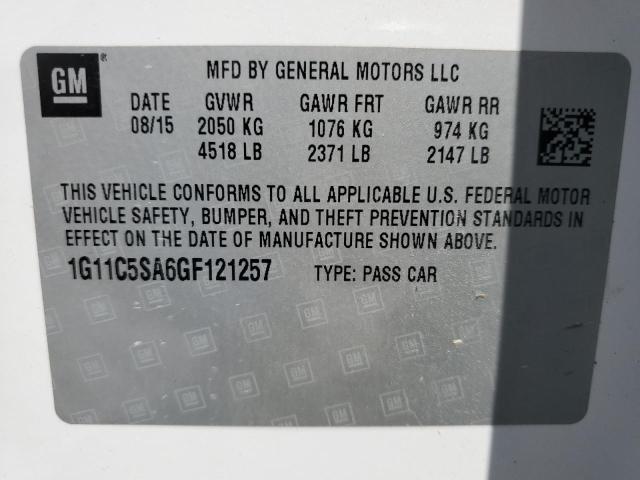 GM
MFD BY GENERAL MOTORS LLC
DATE GVWR GAWR FRT GAWR RR
08/15 2050 KG 1076 KG 974 KG
4518 LB 2371 LB 2147 LB
THIS VEHICLE CONFORMS TO ALL APPLICABLE U.S. FEDERAL MOTOR
VEHICLE SAFETY, BUMPER, AND THEFT PREVENTION STANDARDS IN
EFFECT ON THE DATE OF MANUFACTURE SHOWN ABOVE.
1G11C5SA6GF121257 TYPE: PASS CAR